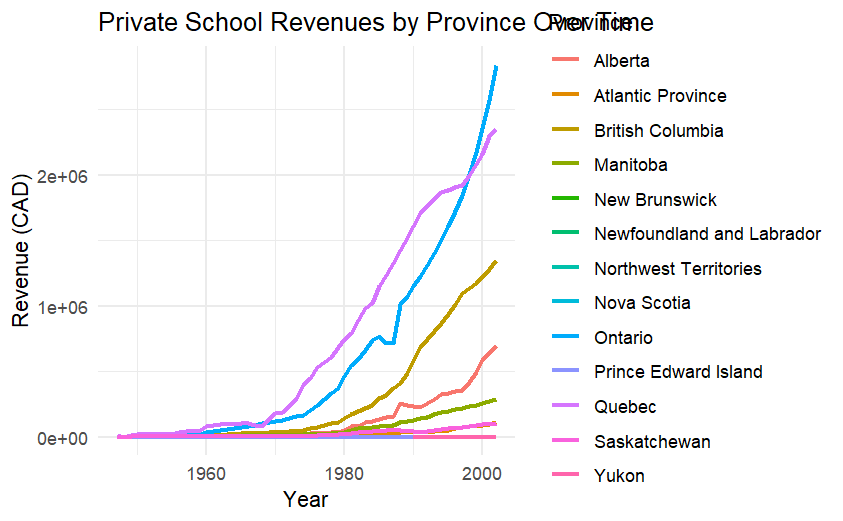 Private School Revenues by Province Over Time
Province
Alberta
Atlantic Province
British Columbia
Manitoba
New Brunswick
Newfoundland and Labrador
Northwest Territories
Nova Scotia
Ontario
Prince Edward Island
Quebec
Saskatchewan
Yukon
Revenue (CAD)
2e+06
1e+06
0e+00
1960 1980 2000
Year